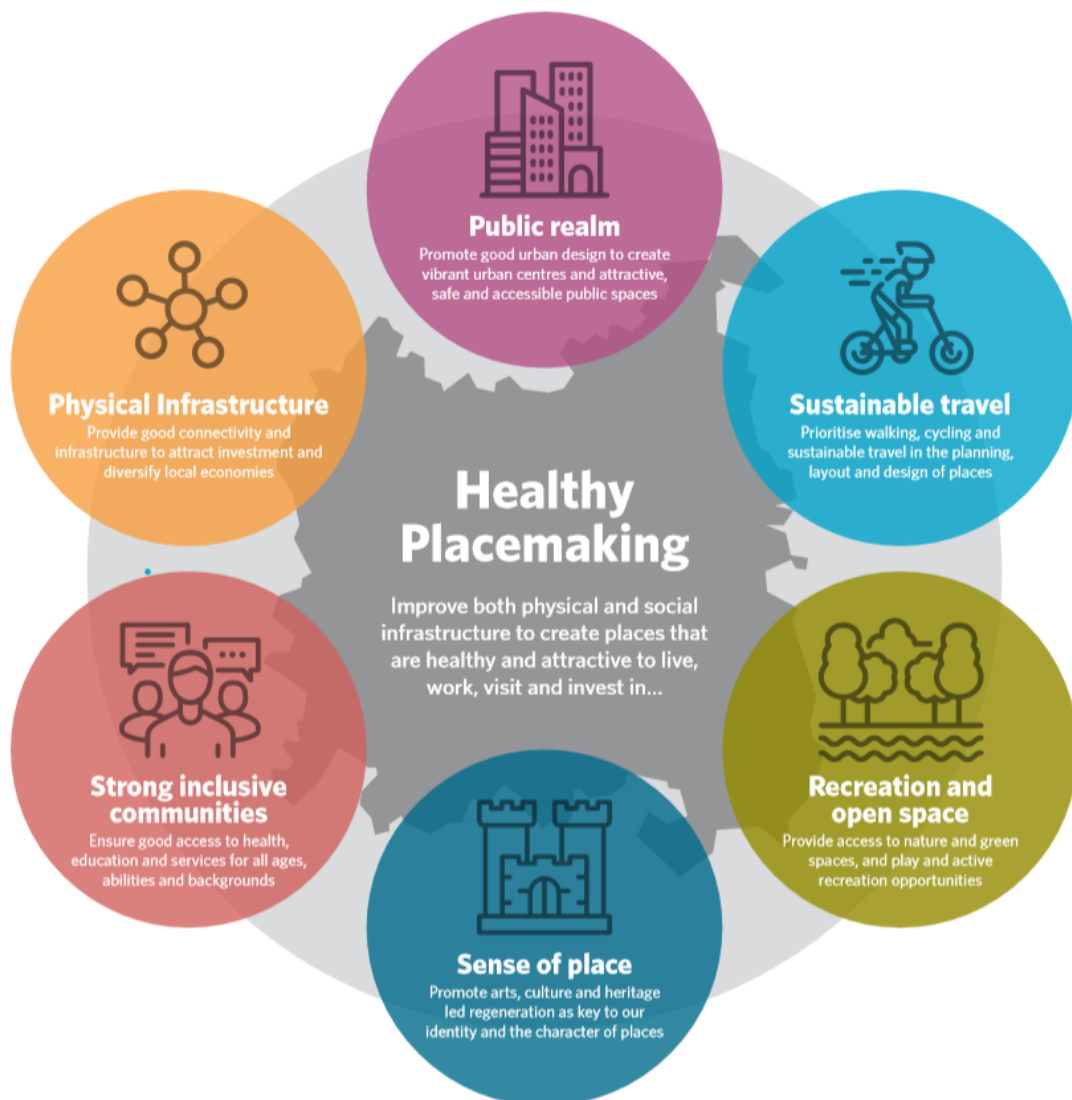 Public realm
Promote good urban design to create
vibrant urban centres and attractive,
safe and accessible public spaces
Physical Infrastructure
Provide good connectivity and
infrastructure to attract investment and
diversify local economies
Sustainable travel
Prioritise walking, cycling and
sustainable travel in the planning,
layout and design of places
Healthy
Placemaking
Improve both physical and social
infrastructure to create places that
are healthy and attractive to live,
work, visit and invest in...
Strong inclusive
communities
Ensure good access to health,
education and services for all ages,
abilities and backgrounds
Recreation and
open space
Provide access to nature and green
spaces, and play and active
recreation opportunities
Sense of place
Promote arts, culture and heritage
led regeneration as key to our
identity and the character of places